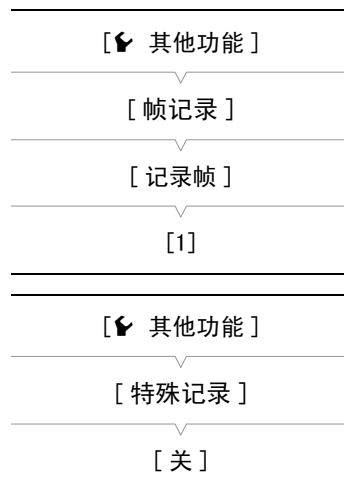 [ 其他功能 ]
[ 帧记录 ]
[ 记录帧 ]
[1]
[ 其他功能 ]
[ 特殊记录 ]
[ 关 ]